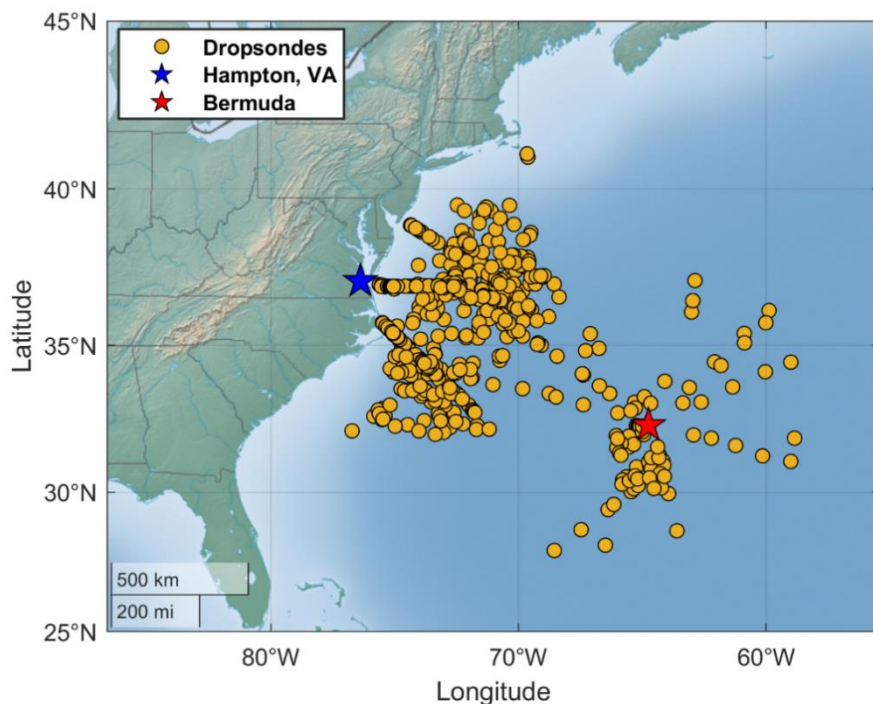 45°N
Dropsondes
Hampton, VA
Bermuda
40°N
35°N
30°N
25°N
Latitude
500 km
200 mi
80°W
70°W
60°W
Longitude